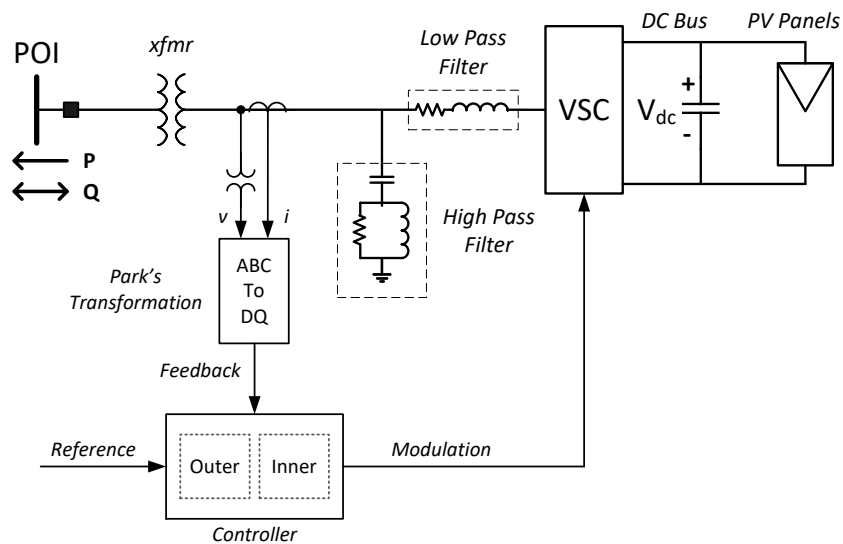 xfmr
POI
Low Pass
Filter
DC Bus
PV Panels
VSC
Vdc
+
-
P
Q
High Pass
Filter
v
i
Park's
Transformation
ABC
To
DQ
Feedback
Reference
Outer
Inner
Modulation
Controller